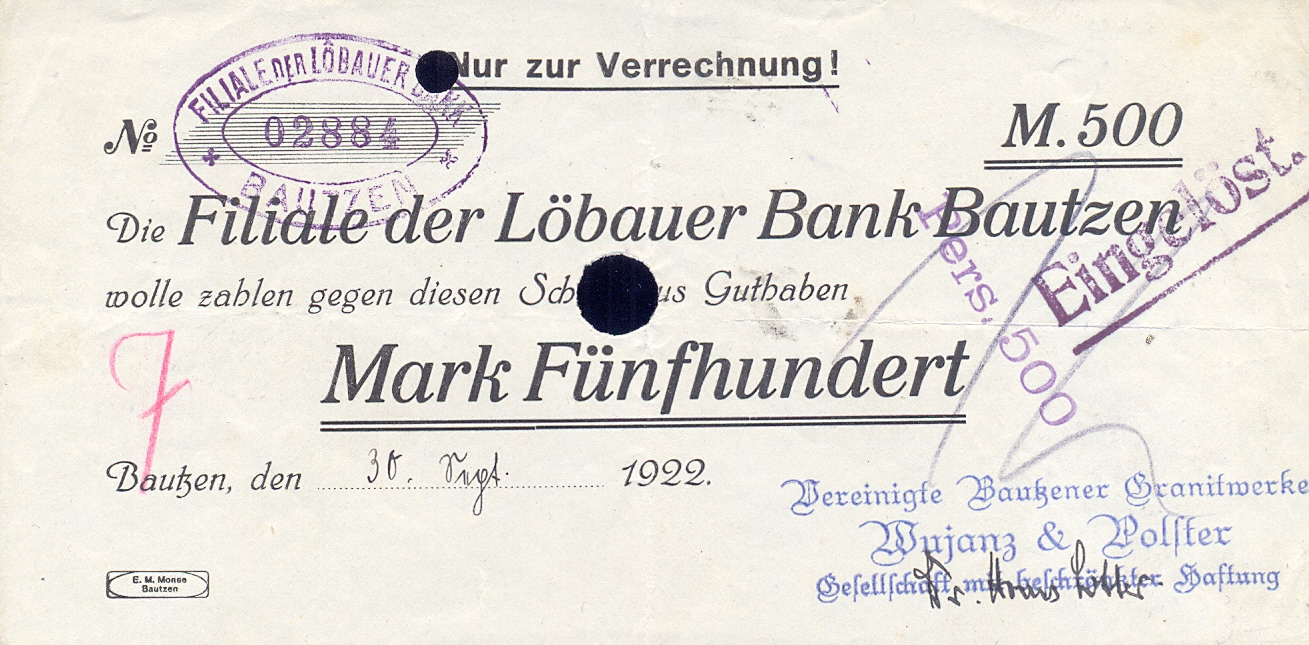 Nur zur Verrechnung!
FILIALE DER LÖBAUER BANK
№ 02884
BAUTZEN
M. 500
Die Filiale der Löbauer Bank Bautzen
Eingelöst.
Pers. 500
wolle zahlen gegen diesen Sch us Guthaben
Mark Fünfhundert
7
Bautzen, den 30. Sept. 1922.
Vereinigte Bautzener Granitwerke
Wujanz & Polster
Gesellschaft mit beschränkter Haftung
E. M. Monse
Bautzen